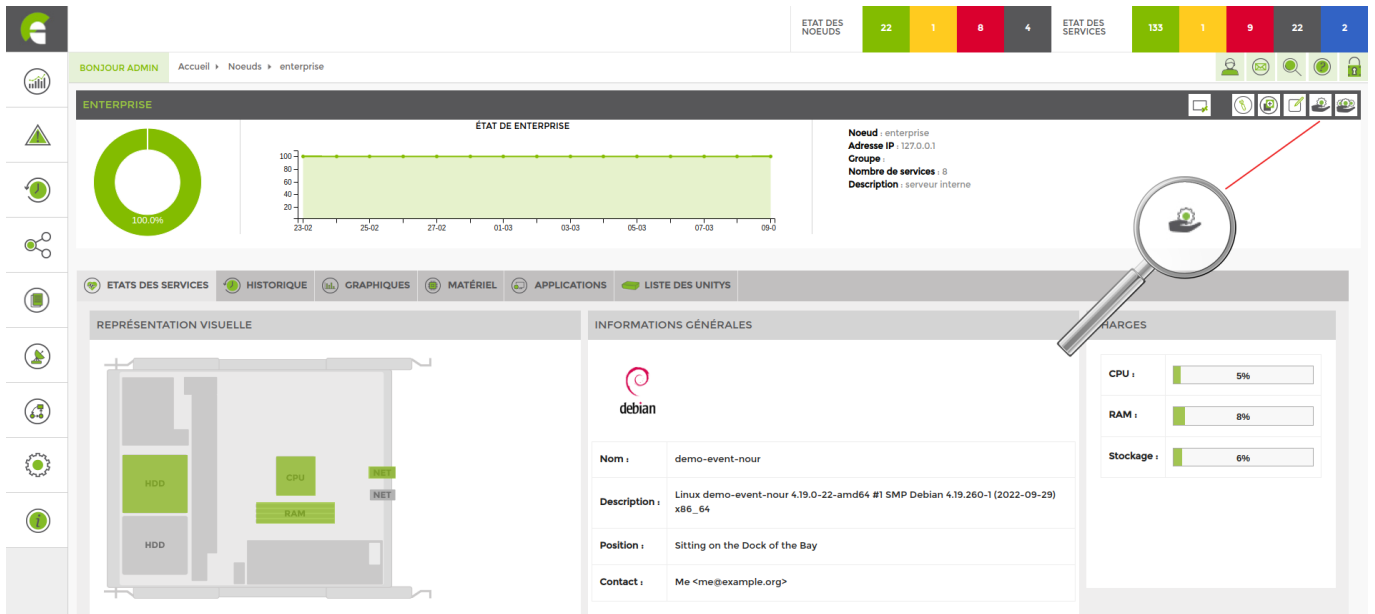 ETAT DES
NOEUDS
22
1
8
4
ETAT DES
SERVICES
133
1
9
22
2
BONJOUR ADMIN
Accueil
Noeuds
enterprise
ENTERPRISE
100.0%
ÉTAT DE ENTERPRISE
100
80
60
40
20
23-02
25-02
27-02
01-03
03-03
05-03
07-03
09-0
Noeud : enterprise
Adresse IP : 127.0.0.1
Groupe :
Nombre de services : 8
Description : serveur interne
ETATS DES SERVICES
HISTORIQUE
GRAPHIQUES
MATÉRIEL
APPLICATIONS
LISTE DES UNITYS
REPRÉSENTATION VISUELLE
HDD
HDD
CPU
RAM
NET
NET
INFORMATIONS GÉNÉRALES
debian
Nom :
demo-event-nour
Description :
Linux demo-event-nour 4.19.0-22-amd64 #1 SMP Debian 4.19.260-1 (2022-09-29)
x86_64
Position :
Sitting on the Dock of the Bay
Contact :
Me <me@example.org>
HARGES
CPU :
5%
RAM :
8%
Stockage :
6%